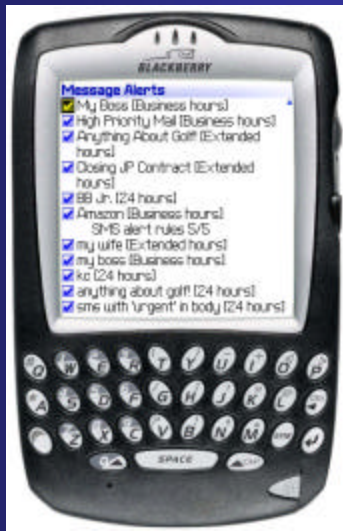 BLACKBERRY
Message Alerts
My Boss [Business hours]
High Priority Mail [Business hours]
Anything About Golf! [Extended
hours]
Closing JP Contract [Extended
hours]
BB Jr. [24 hours]
Amazon [Business hours]
SMS alert rules 5/5
my wife [Extended hours]
my boss [Business hours]
kc [24 hours]
anything about golf! [24 hours]
sms with 'urgent' in body [24 hours]
Q W E R T Y U I O P
A S D F G H J K L
Z X C V B N M SYM
SPACE